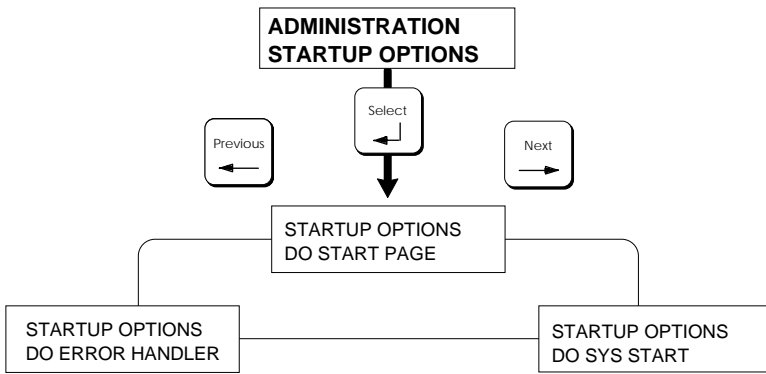 ADMINISTRATION
STARTUP OPTIONS
Select
Previous
Next
STARTUP OPTIONS
DO START PAGE
STARTUP OPTIONS
DO ERROR HANDLER
STARTUP OPTIONS
DO SYS START